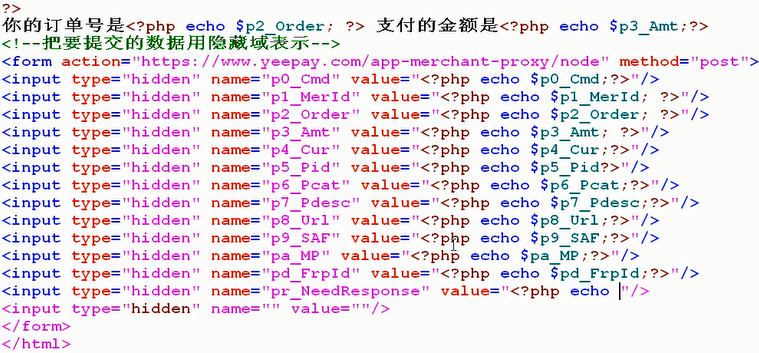 ?>
你的订单号是<?php echo $p2_Order; ?> 支付的金额是<?php echo $p3_Amt;?>
<!--把要提交的数据用隐藏域表示-->
<form action="https://www.yeepay.com/app-merchant-proxy/node" method="post">
<input type="hidden" name="p0_Cmd" value="<?php echo $p0_Cmd;?>"/>
<input type="hidden" name="p1_MerId" value="<?php echo $p1_MerId; ?>"/>
<input type="hidden" name="p2_Order" value="<?php echo $p2_Order; ?>"/>
<input type="hidden" name="p3_Amt" value="<?php echo $p3_Amt; ?>"/>
<input type="hidden" name="p4_Cur" value="<?php echo $p4_Cur;?>"/>
<input type="hidden" name="p5_Pid" value="<?php echo $p5_Pid?>"/>
<input type="hidden" name="p6_Pcat" value="<?php echo $p6_Pcat;?>"/>
<input type="hidden" name="p7_Pdesc" value="<?php echo $p7_Pdesc;?>"/>
<input type="hidden" name="p8_Url" value="<?php echo $p8_Url;?>"/>
<input type="hidden" name="p9_SAF" value="<?php echo $p9_SAF;?>"/>
<input type="hidden" name="pa_MP" value="<?php echo $pa_MP;?>"/>
<input type="hidden" name="pd_FrpId" value="<?php echo $pd_FrpId;?>"/>
<input type="hidden" name="pr_NeedResponse" value="<?php echo "/>
<input type="hidden" name="" value=""/>
</form>
</html>